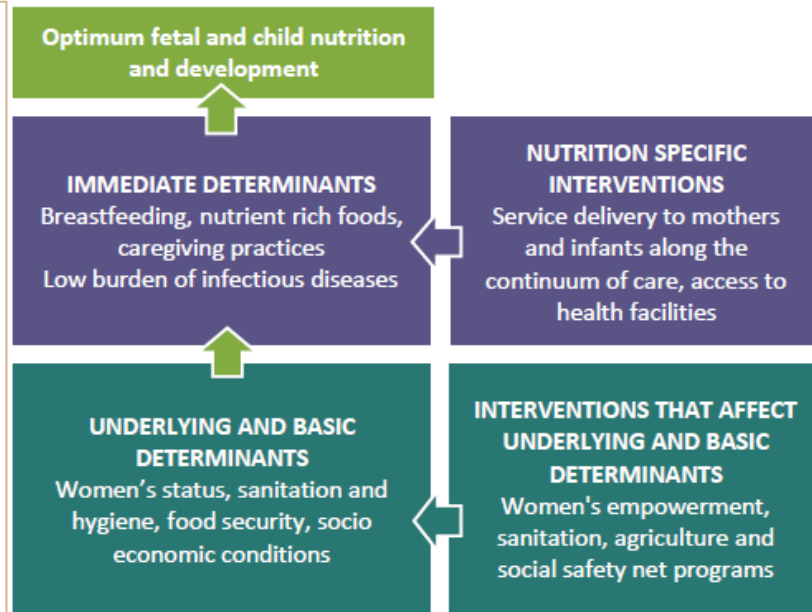 Optimum fetal and child nutrition
and development
IMMEDIATE DETERMINANTS
Breastfeeding, nutrient rich foods,
caregiving practices
Low burden of infectious diseases
NUTRITION SPECIFIC
INTERVENTIONS
Service delivery to mothers
and infants along the
continuum of care, access to
health facilities
UNDERLYING AND BASIC
DETERMINANTS
Women’s status, sanitation and
hygiene, food security, socio
economic conditions
INTERVENTIONS THAT AFFECT
UNDERLYING AND BASIC
DETERMINANTS
Women's empowerment,
sanitation, agriculture and
social safety net programs